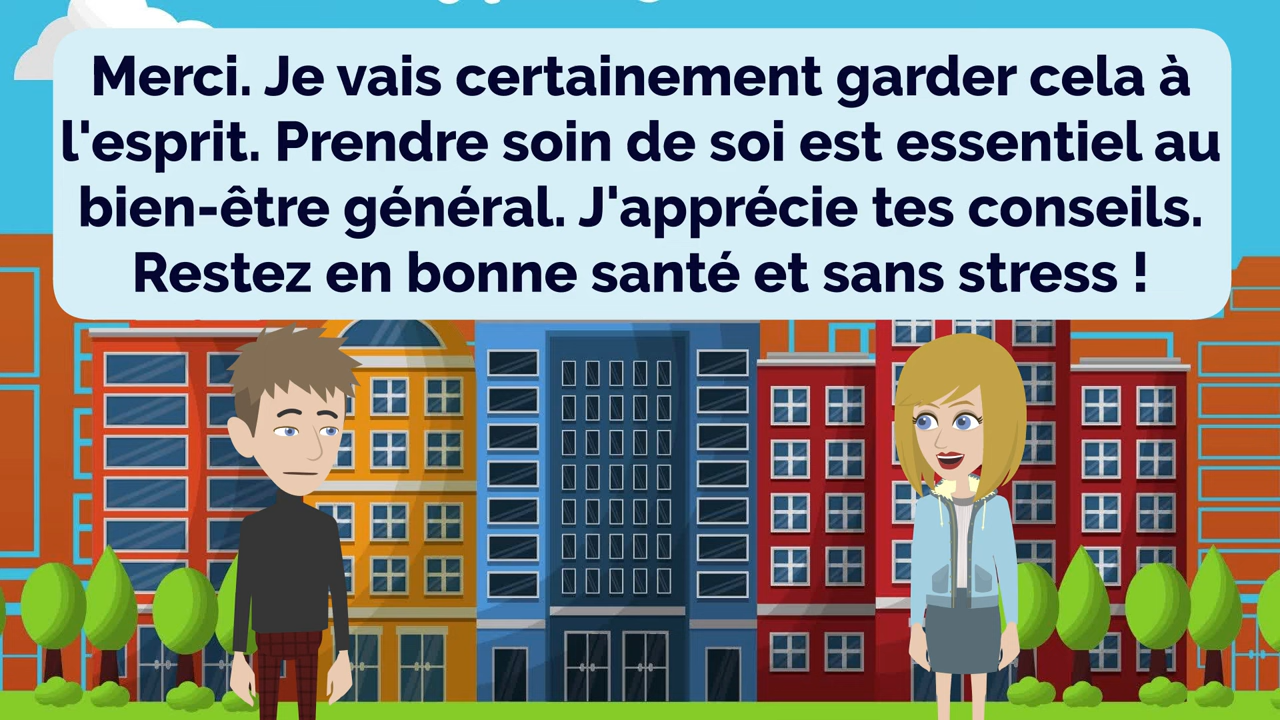 Merci. Je vais certainement garder cela à
l'esprit. Prendre soin de soi est essentiel au
bien-être général. J'apprécie tes conseils.
Restez en bonne santé et sans stress !